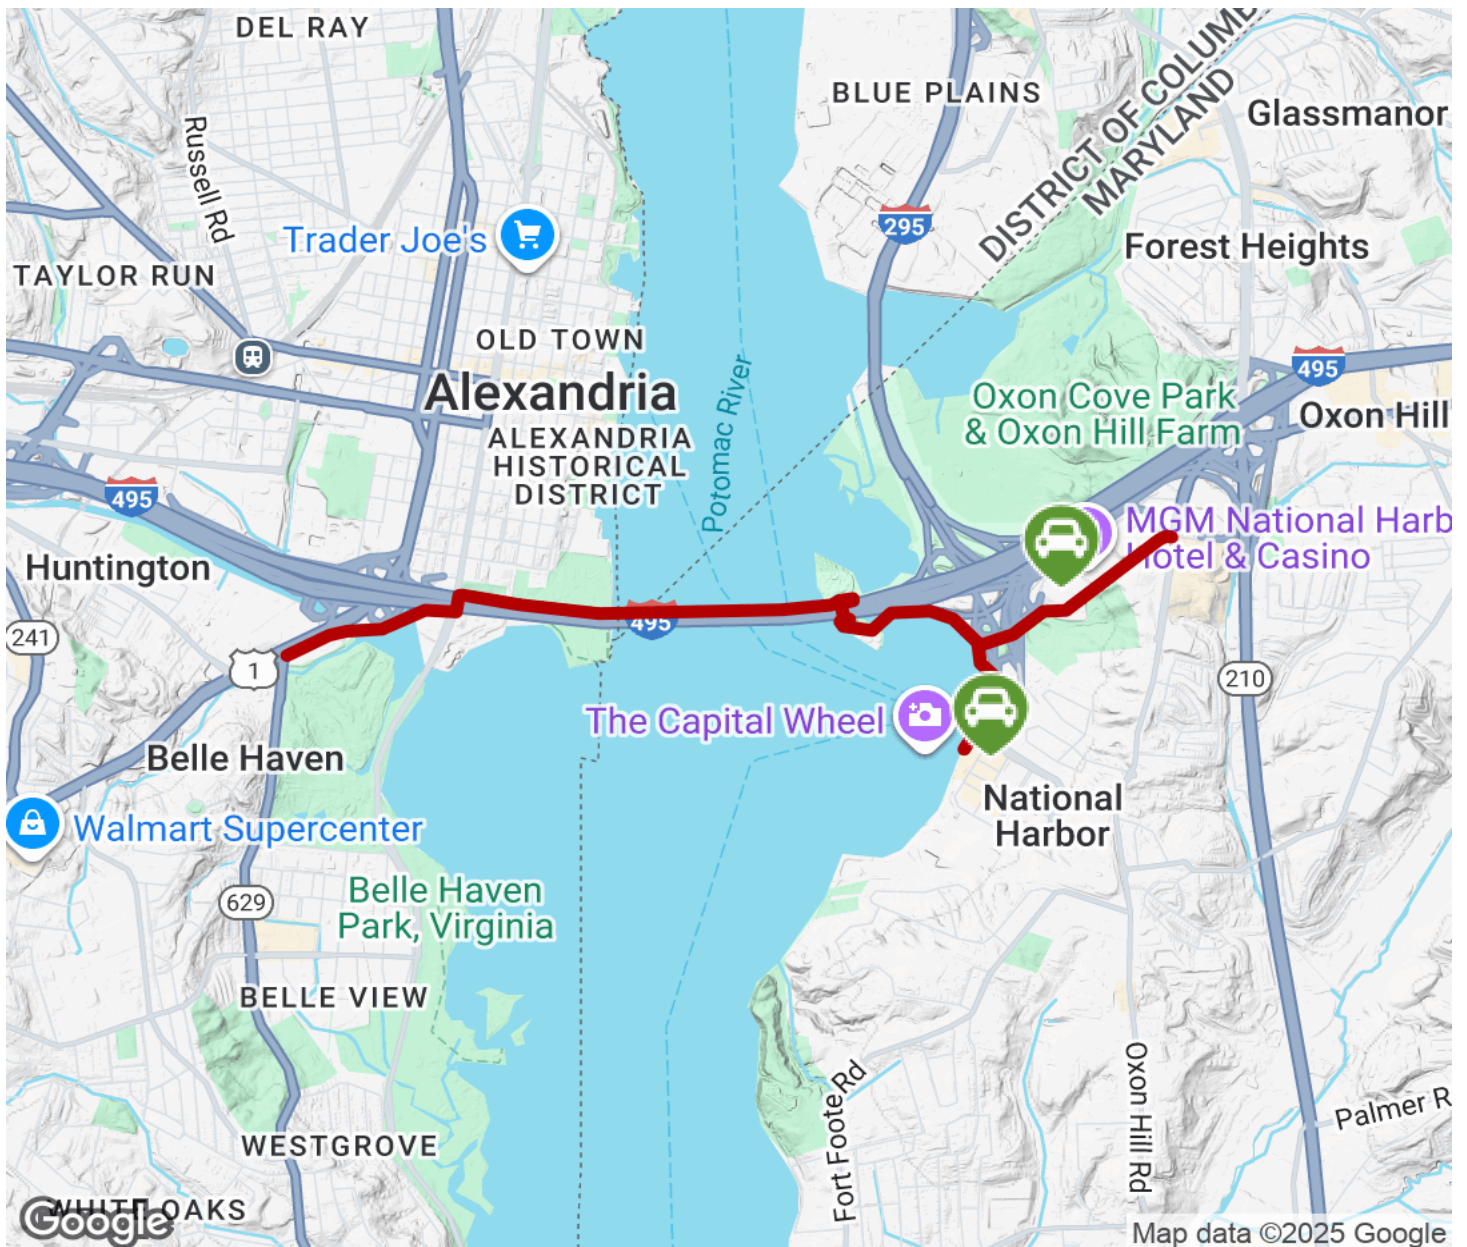 DEL RAY
BLUE PLAINS
DISTRICT OF COLUMB
MARYLAND
Glassmanor
Russell Rd
295
Trader Joe's
Forest Heights
TAYLOR RUN
OLD TOWN
495
Alexandria
Potomac River
Oxon Cove Park
& Oxon Hill Farm
Oxon Hill
ALEXANDRIA
HISTORICAL
DISTRICT
495
MGM National Harb
Hotel & Casino
Huntington
495
241
1
210
The Capital Wheel
Belle Haven
National
Harbor
Walmart Supercenter
629
Belle Haven
Park, Virginia
BELLE VIEW
Fort Foote Rd
Oxon Hill Rd
Palmer R
WESTGROVE
WHITE OAKS
Google
Map data ©2025 Google